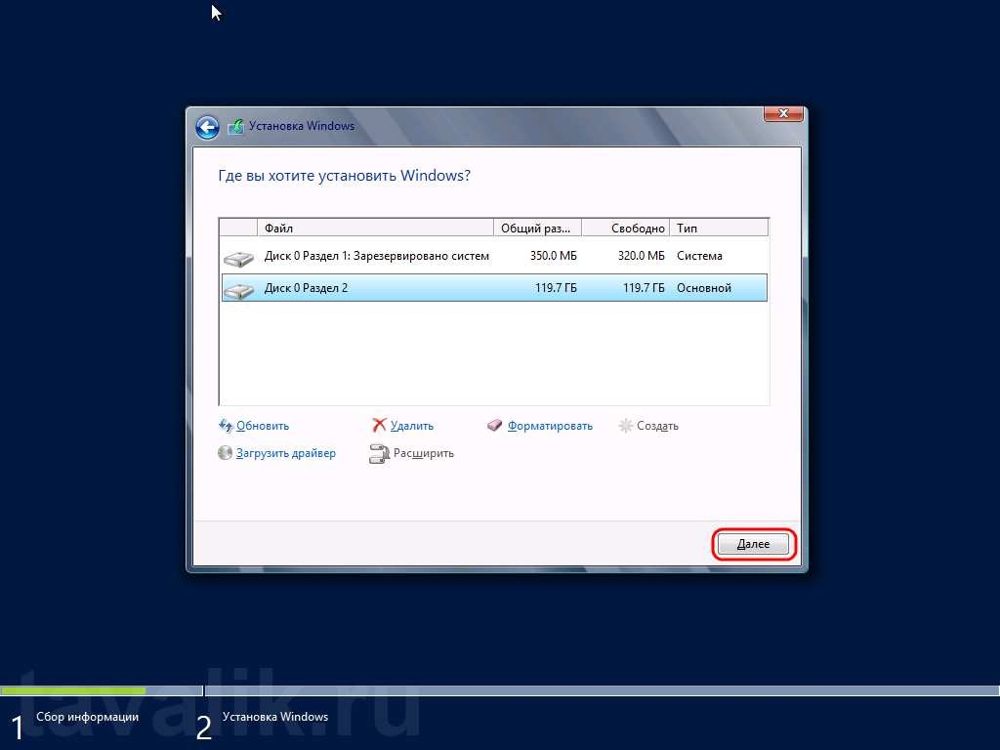 Установка Windows
Где вы хотите установить Windows?
Файл Общий раз... Свободно Тип
Диск 0 Раздел 1: Зарезервировано систем 350.0 МБ 320.0 МБ Система
Диск 0 Раздел 2 119.7 ГБ 119.7 ГБ Основной
Обновить Удалить Форматировать Создать
Загрузить драйвер Расширить
Далее
tavalik.ru
1 Сбор информации 2 Установка Windows